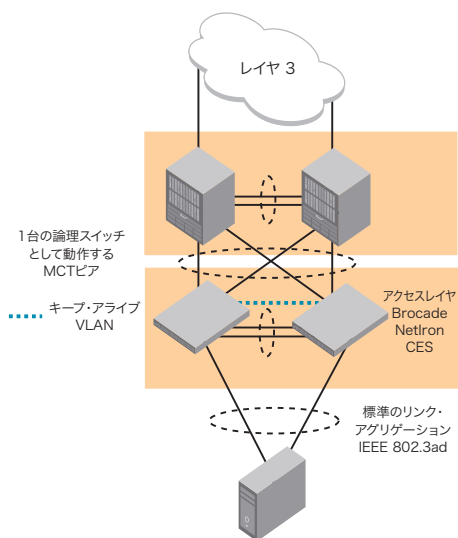 レイヤ 3
1台の論理スイッチ
として動作する
MCTピア
キープ・アライブ
VLAN
アクセスレイヤ
Brocade
NetIron
CES
標準のリンク・
アグリゲーション
IEEE 802.3ad